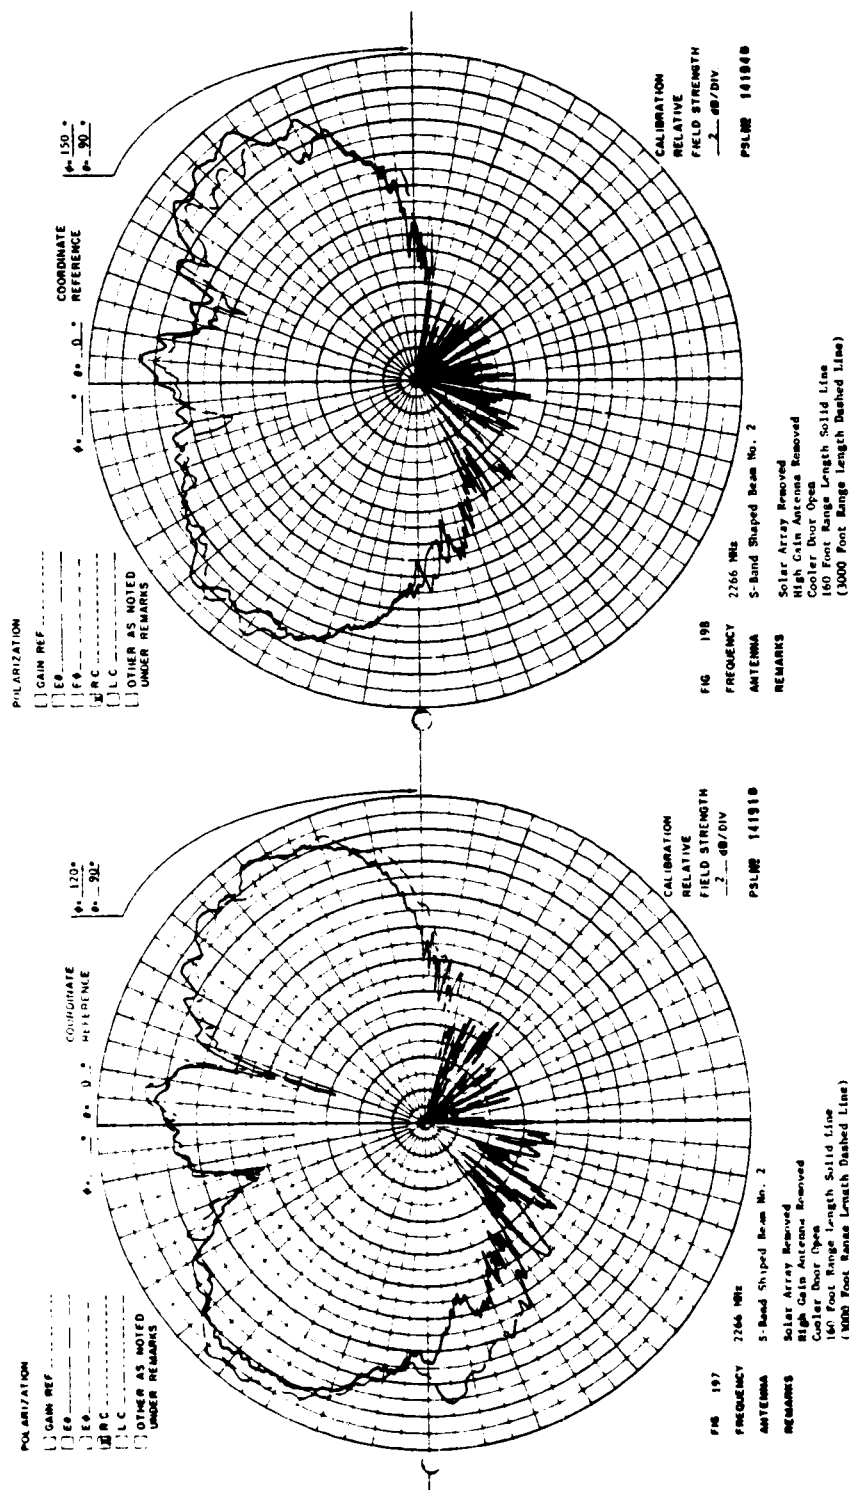 POLARIZATION
GAIN REF
Eθ
Eφ
RC
LC
OTHER AS NOTED
UNDER REMARKS
φ= ° θ= 0 °
COORDINATE
REFERENCE
φ= 120°
θ= 90°
FIG 197
FREQUENCY 2266 MHz
ANTENNA S-Band Shaped Beam No. 2
REMARKS Solar Array Removed
High Gain Antenna Removed
Cooler Door Open
160 Foot Range Length Solid Line
(3000 Foot Range Length Dashed Line)
CALIBRATION
RELATIVE
FIELD STRENGTH
2 dB/DIV
PSL№ 14191B
POLARIZATION
GAIN REF
Eθ
Eφ
RC
LC
OTHER AS NOTED
UNDER REMARKS
φ= ° θ= 0 °
COORDINATE
REFERENCE
φ= 150 °
θ= 90 °
FIG 198
FREQUENCY 2266 MHz
ANTENNA S-Band Shaped Beam No. 2
REMARKS Solar Array Removed
High Gain Antenna Removed
Cooler Door Open
160 Foot Range Length Solid Line
(3000 Foot Range Length Dashed Line)
CALIBRATION
RELATIVE
FIELD STRENGTH
2 dB/DIV
PSL№ 14194B